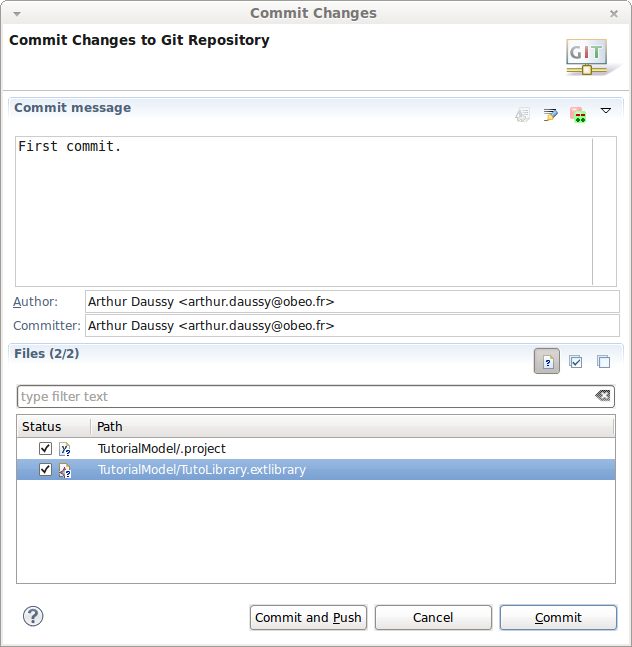 Commit Changes
Commit Changes to Git Repository
GIT
Commit message
First commit.
Author: Arthur Daussy <arthur.daussy@obeo.fr>
Committer: Arthur Daussy <arthur.daussy@obeo.fr>
Files (2/2)
type filter text
Status Path
TutorialModel/.project
TutorialModel/TutoLibrary.extlibrary
Commit and Push Cancel Commit